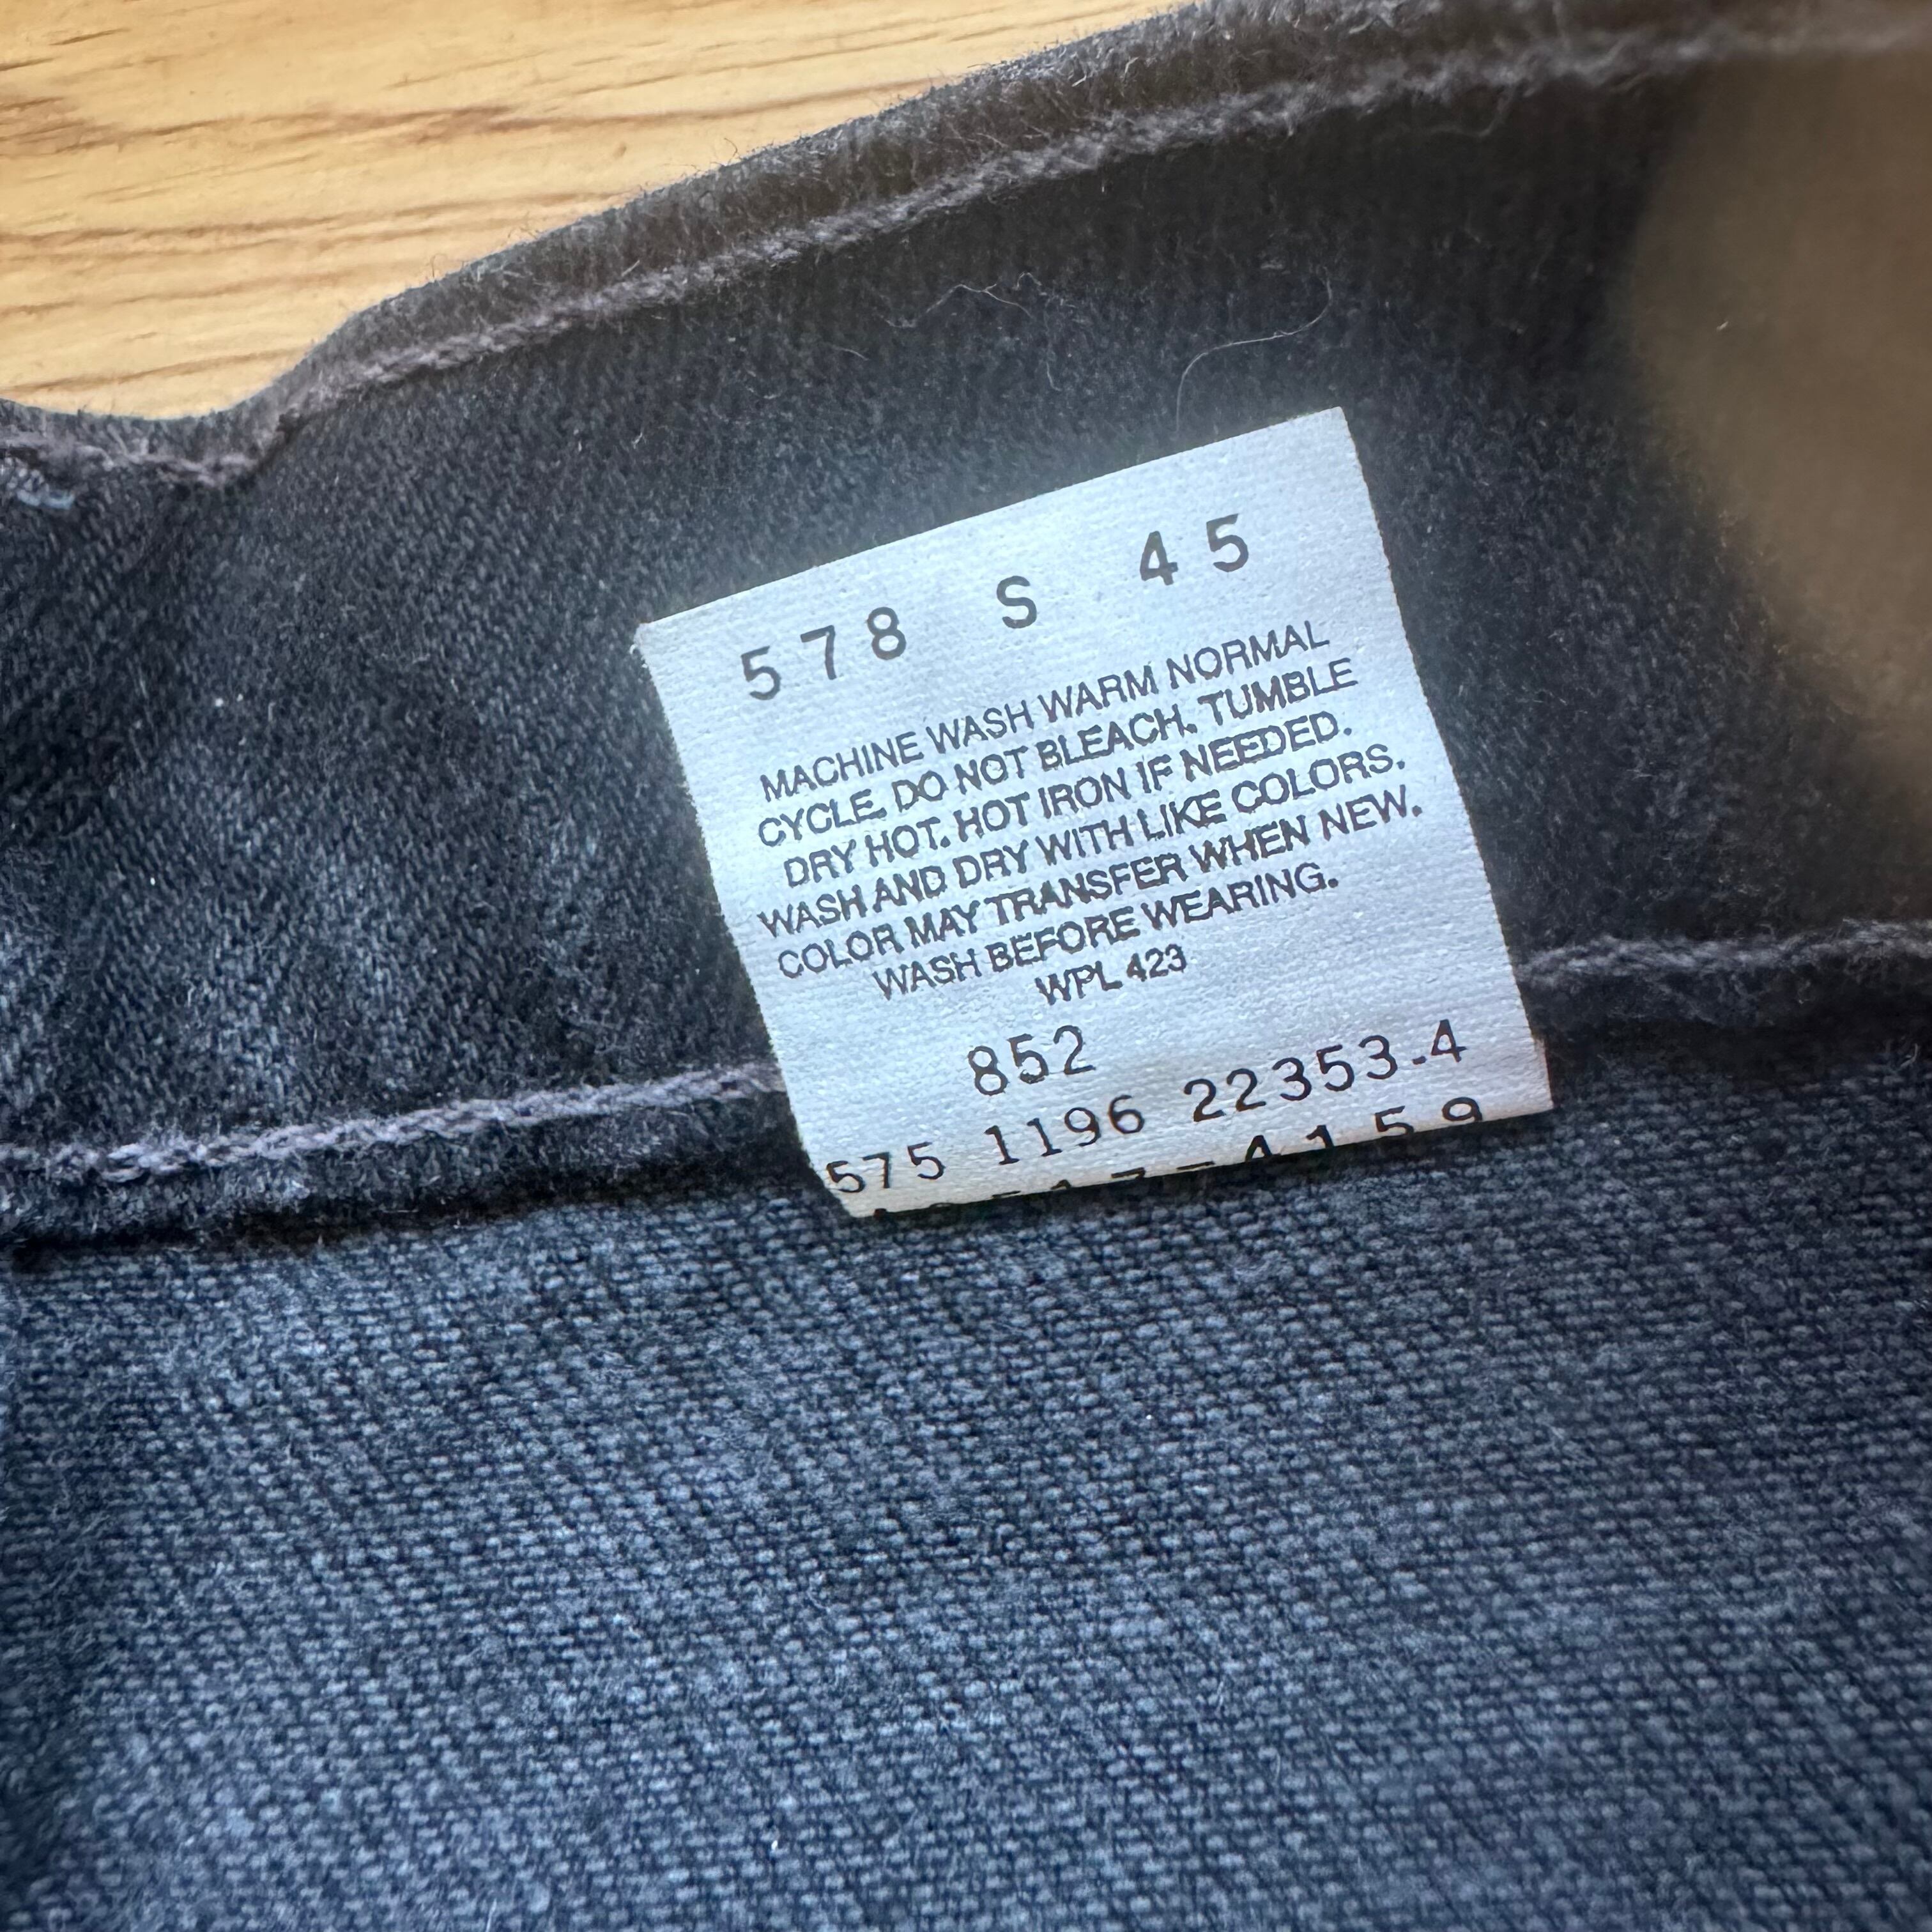 578 S 45
MACHINE WASH WARM NORMAL
CYCLE. DO NOT BLEACH. TUMBLE
DRY HOT. HOT IRON IF NEEDED.
WASH AND DRY WITH LIKE COLORS.
COLOR MAY TRANSFER WHEN NEW.
WASH BEFORE WEARING.
WPL 423
852
575 1196 22353.4